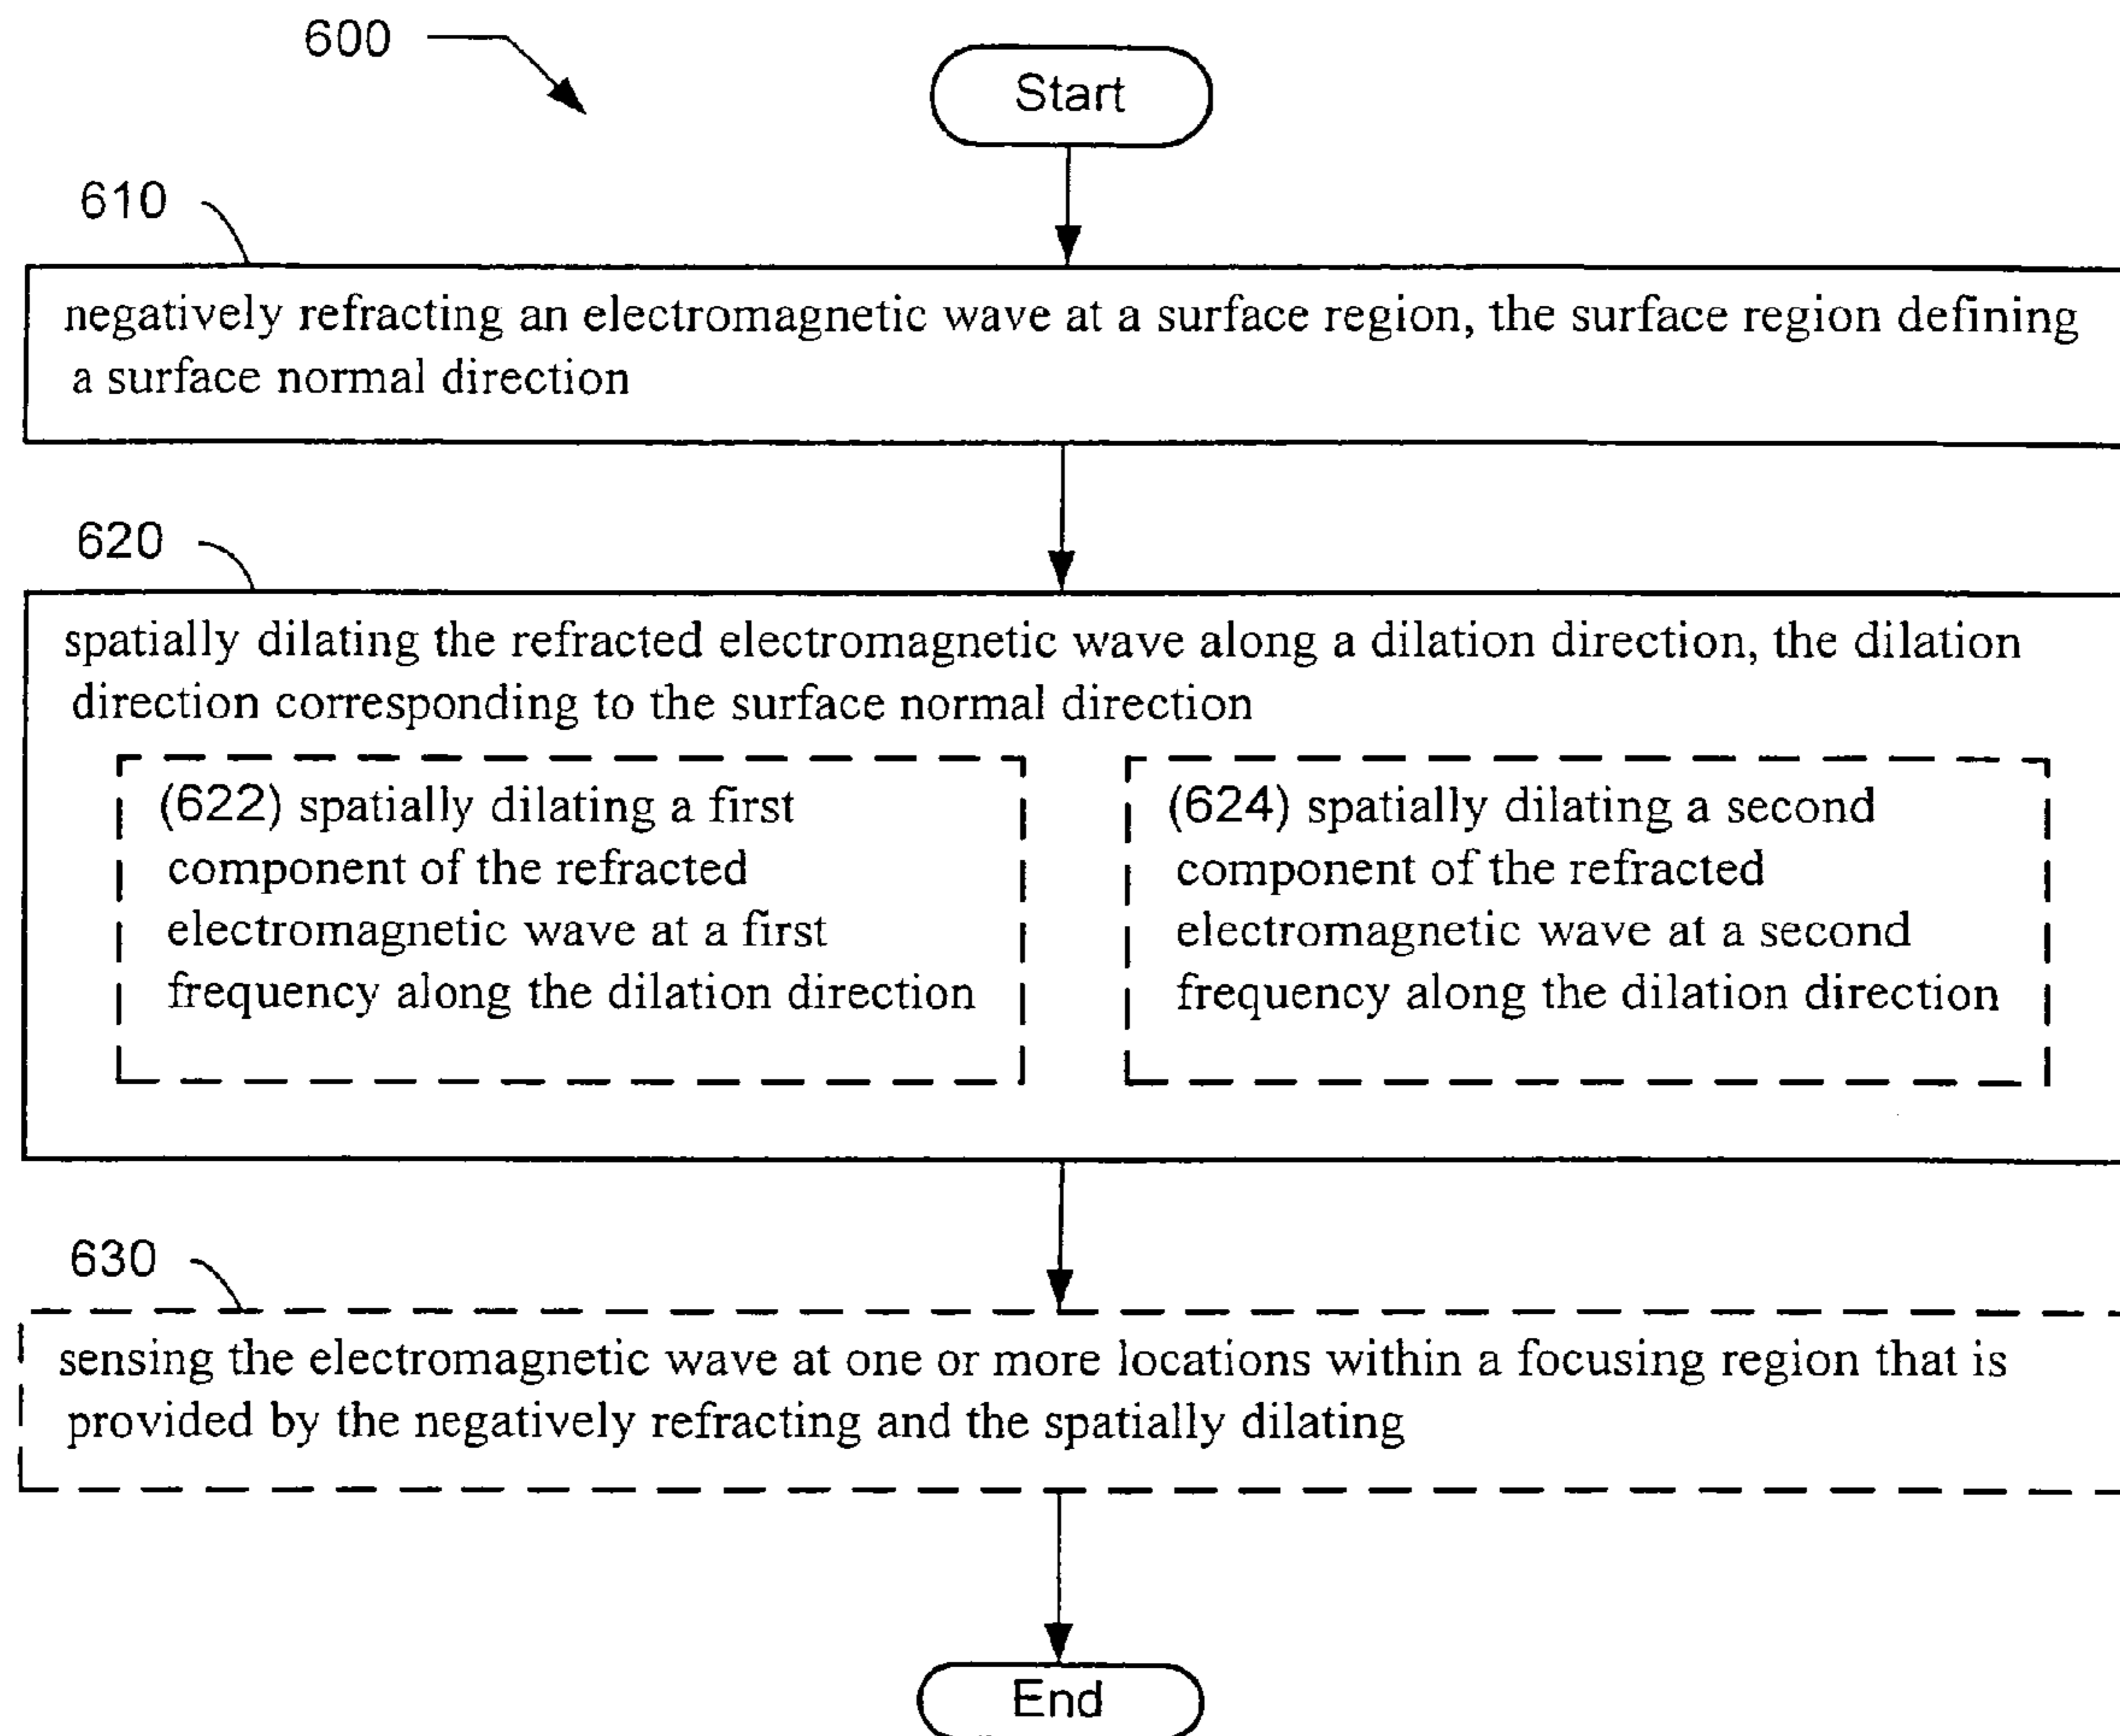 600
Start
610
negatively refracting an electromagnetic wave at a surface region, the surface region defining
a surface normal direction
620
spatially dilating the refracted electromagnetic wave along a dilation direction, the dilation
direction corresponding to the surface normal direction
(622) spatially dilating a first
component of the refracted
electromagnetic wave at a first
frequency along the dilation direction
(624) spatially dilating a second
component of the refracted
electromagnetic wave at a second
frequency along the dilation direction
630
sensing the electromagnetic wave at one or more locations within a focusing region that is
provided by the negatively refracting and the spatially dilating
End